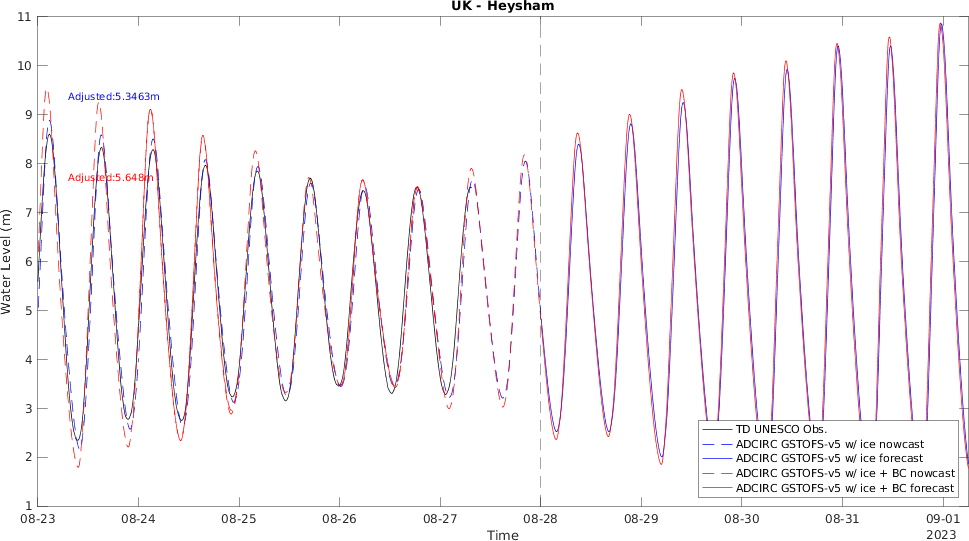 UK - Heysham
11
10
9
8
7
6
5
4
3
2
1
Water Level (m)
Adjusted:5.3463m
Adjusted:5.648m
TD UNESCO Obs.
ADCIRC GSTOFS-v5 w/ ice nowcast
ADCIRC GSTOFS-v5 w/ ice forecast
ADCIRC GSTOFS-v5 w/ ice + BC nowcast
ADCIRC GSTOFS-v5 w/ ice + BC forecast
08-23 08-24 08-25 08-26 08-27 08-28 08-29 08-30 08-31 09-01
2023
Time